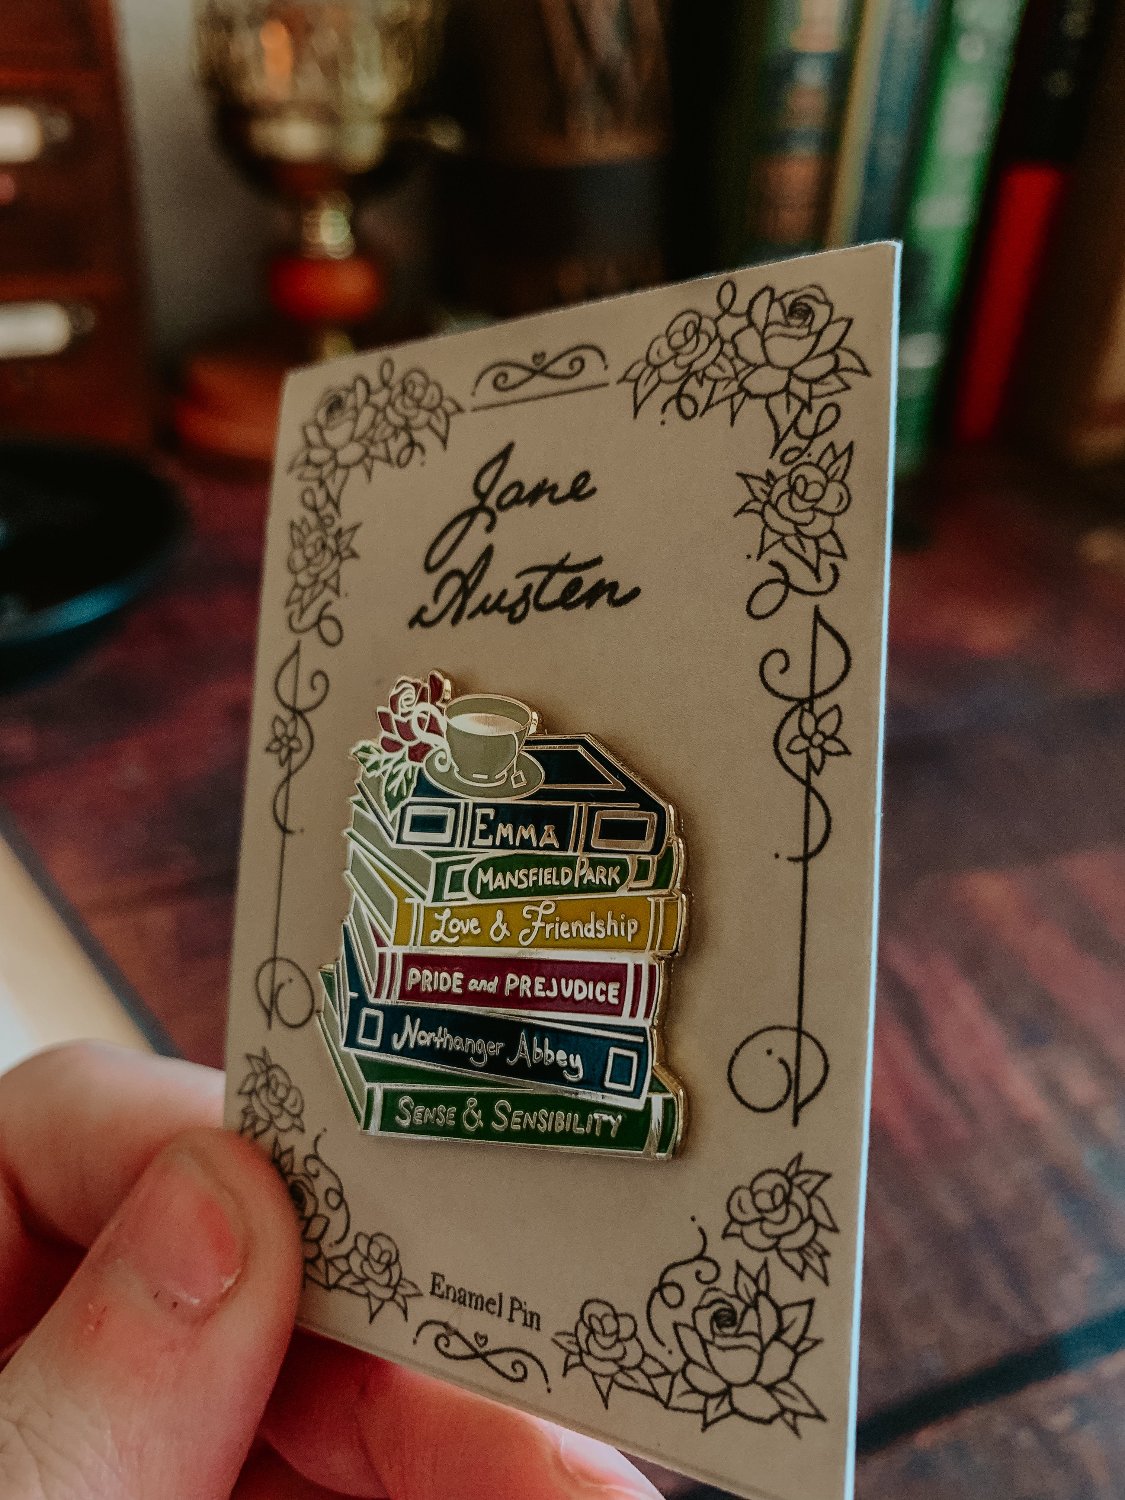 Jane
Austen
EMMA
MANSFIELD PARK
Love & Friendship
PRIDE and PREJUDICE
Northanger Abbey
SENSE & SENSIBILITY
Enamel Pin